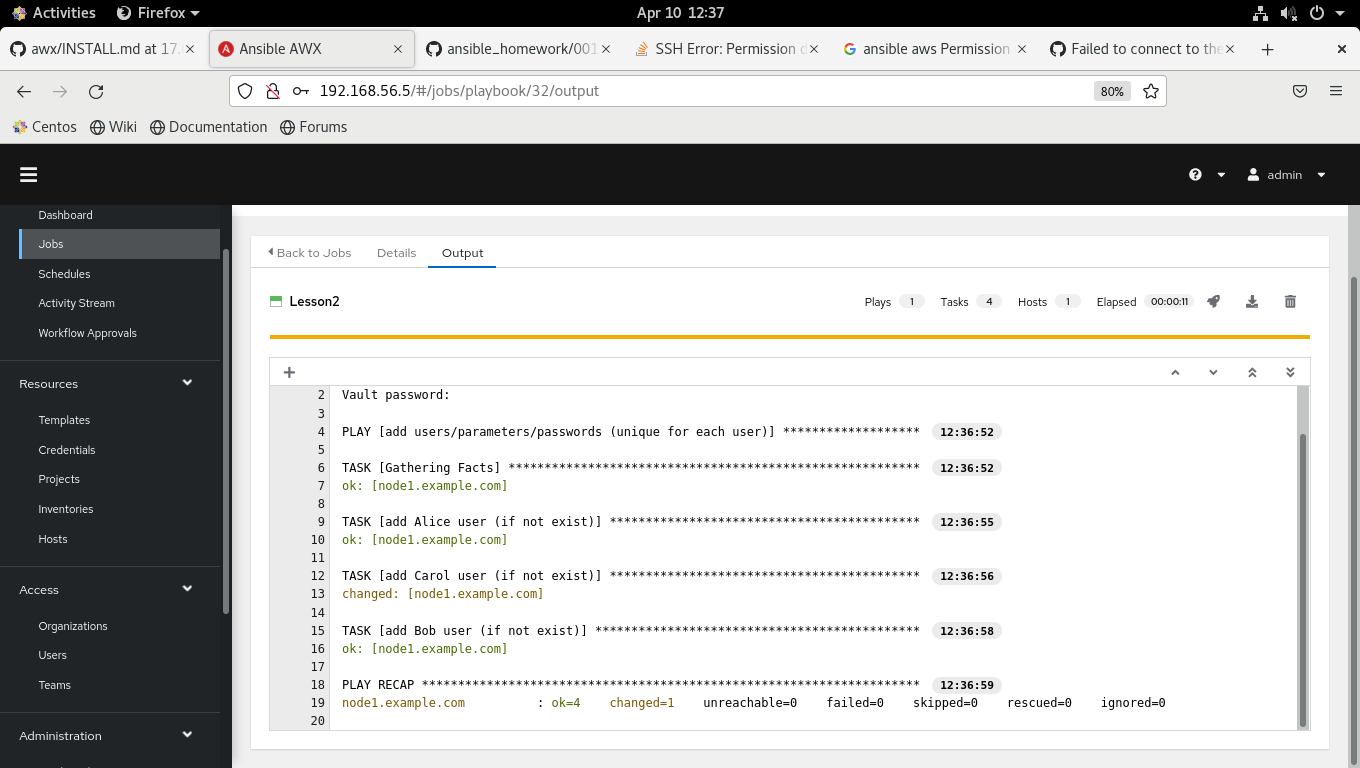 Activities Firefox Apr 10 12:37
awx/INSTALL.md at 17. Ansible AWX ansible_homework/001 SSH Error: Permission d ansible aws Permission Failed to connect to the
192.168.56.5/#/jobs/playbook/32/output 80%
Centos Wiki Documentation Forums
admin
Dashboard
Jobs
Schedules
Activity Stream
Workflow Approvals
Resources
Templates
Credentials
Projects
Inventories
Hosts
Access
Organizations
Users
Teams
Administration
Back to Jobs Details Output
Lesson2 Plays 1 Tasks 4 Hosts 1 Elapsed 00:00:11
2 Vault password:
3
4 PLAY [add users/parameters/passwords (unique for each user)] ******************* 12:36:52
5
6 TASK [Gathering Facts] ********************************************************* 12:36:52
7 ok: [node1.example.com]
8
9 TASK [add Alice user (if not exist)] ******************************************* 12:36:55
10 ok: [node1.example.com]
11
12 TASK [add Carol user (if not exist)] ******************************************* 12:36:56
13 changed: [node1.example.com]
14
15 TASK [add Bob user (if not exist)] ********************************************* 12:36:58
16 ok: [node1.example.com]
17
18 PLAY RECAP ********************************************************************* 12:36:59
19 node1.example.com : ok=4 changed=1 unreachable=0 failed=0 skipped=0 rescued=0 ignored=0
20